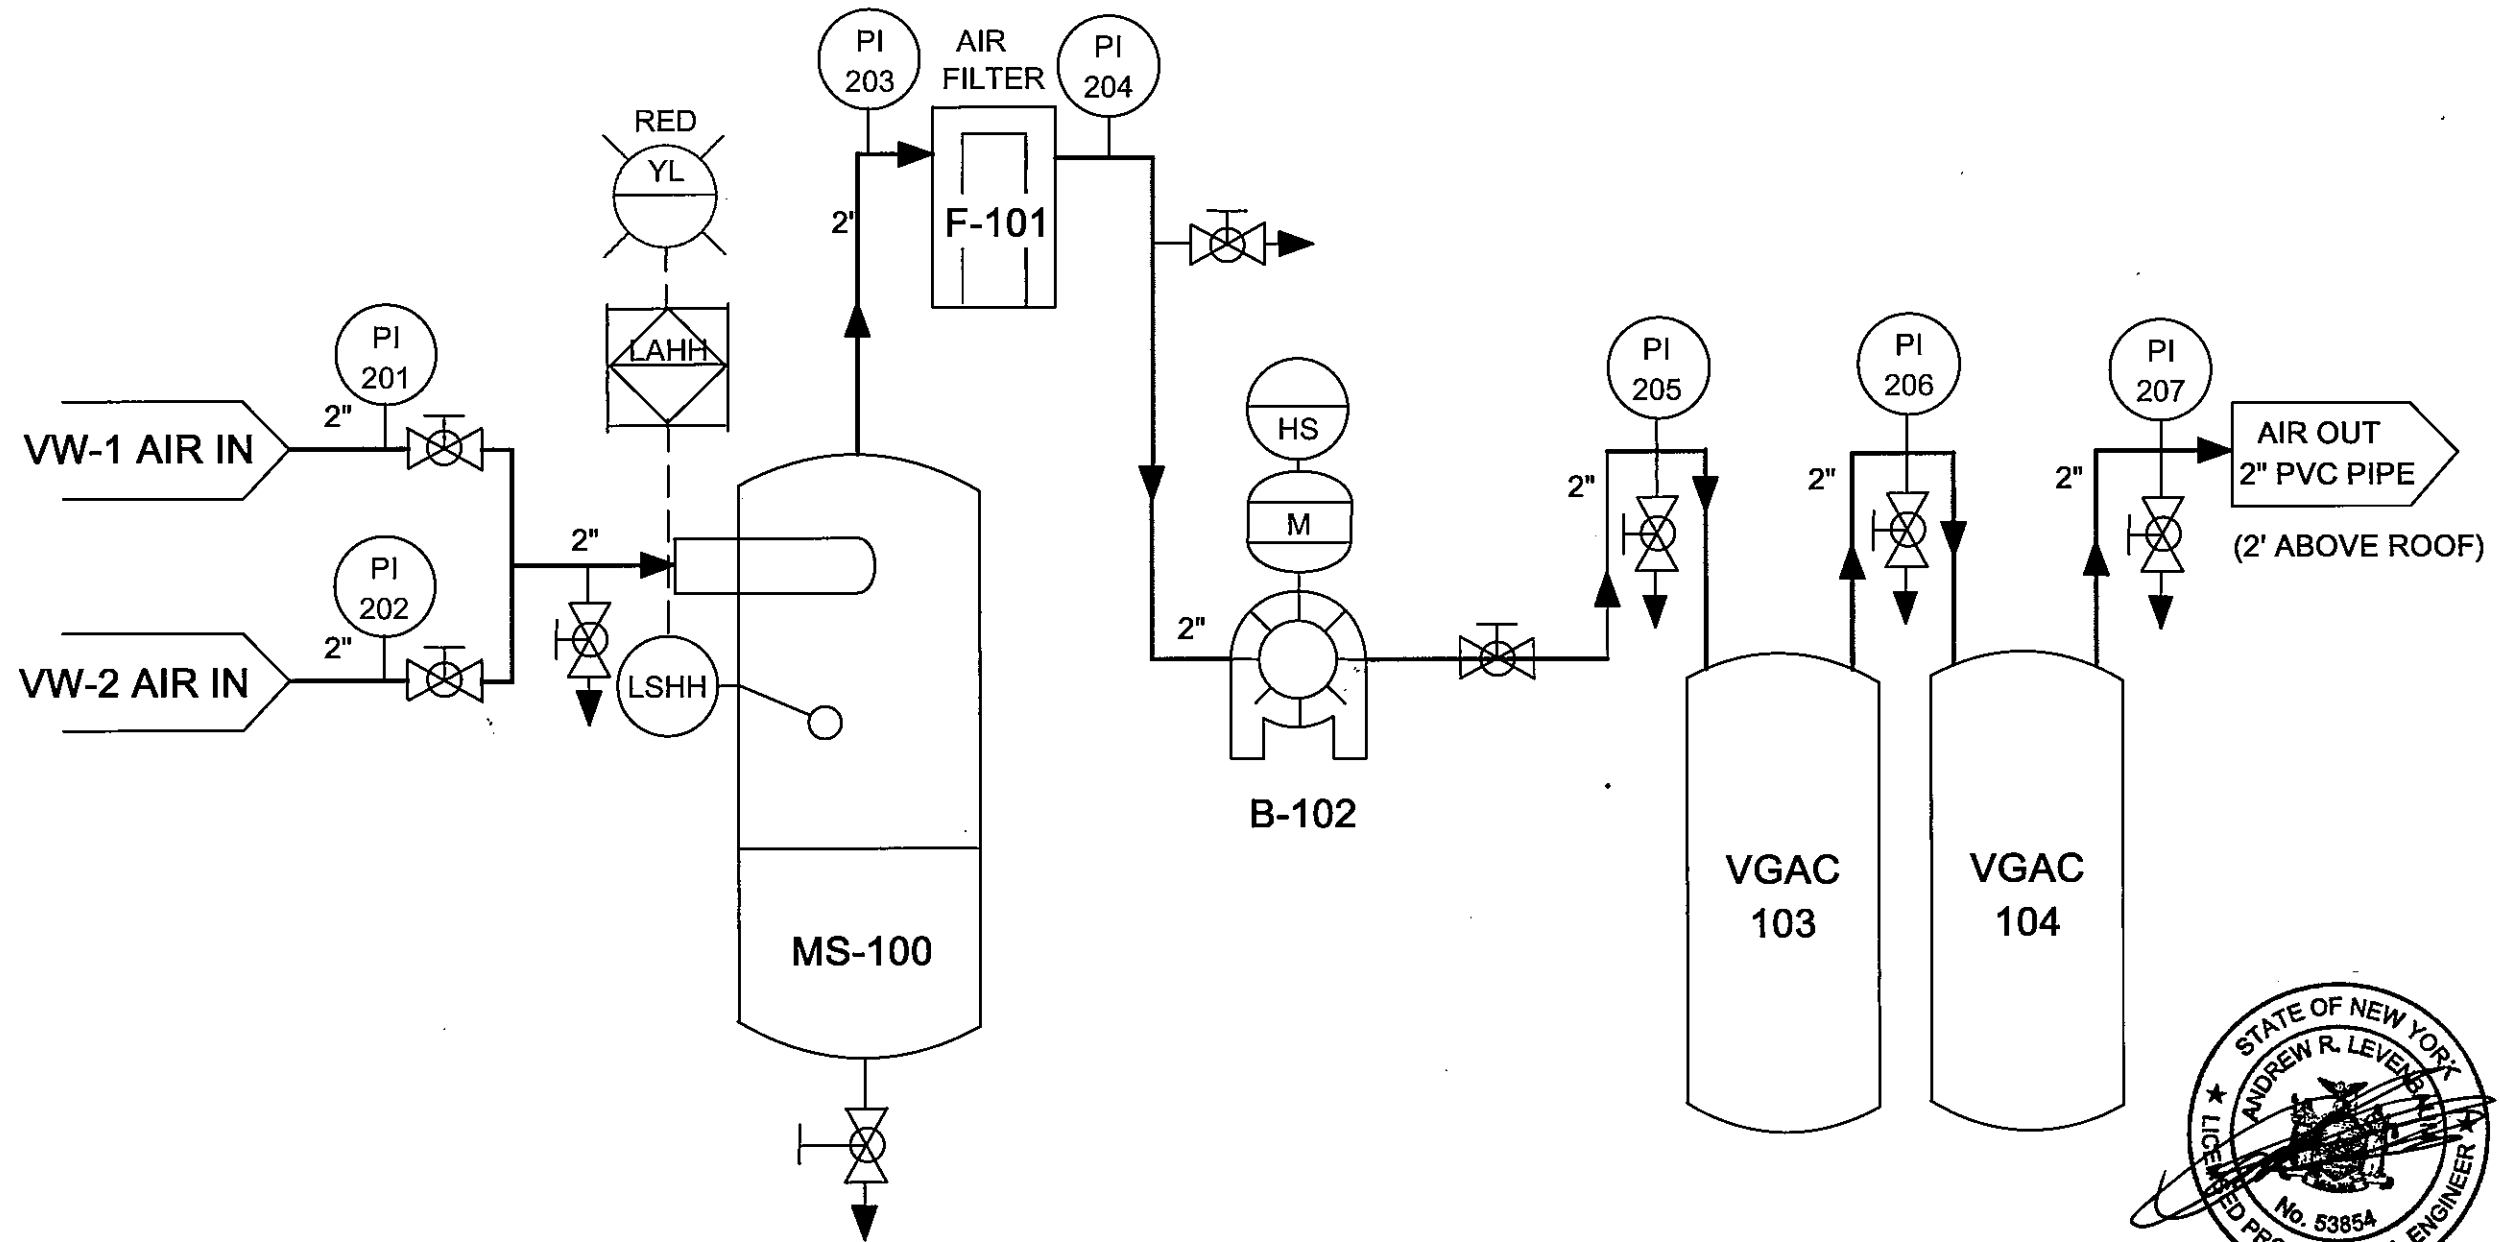 PI
203
AIR
FILTER
PI
204
RED
YL
2'
F-101
LAHH
PI
201
2"
VW-1 AIR IN
PI
202
2"
VW-2 AIR IN
2"
LSHH
MS-100
HS
M
2"
B-102
PI
205
2"
PI
206
2"
PI
207
2"
AIR OUT
2" PVC PIPE
(2' ABOVE ROOF)
VGAC
103
VGAC
104
STATE OF NEW YORK
ANDREW R.
No. 53854
ENGINEER